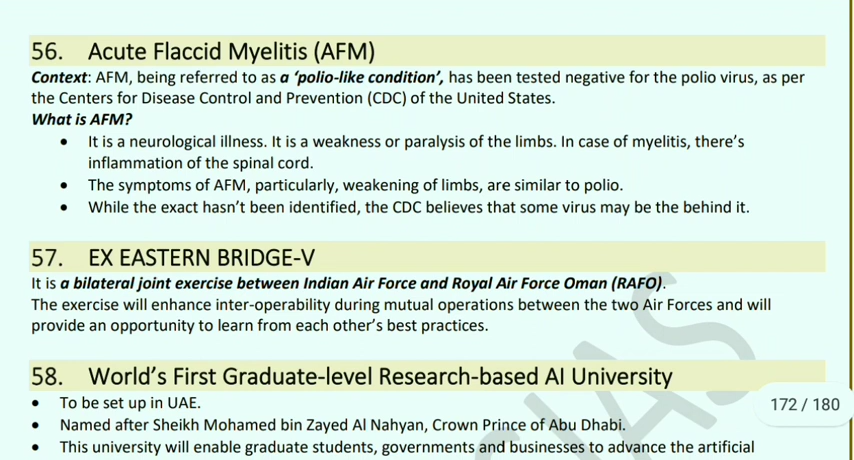 56. Acute Flaccid Myelitis (AFM)
Context: AFM, being referred to as a ‘polio-like condition’, has been tested negative for the polio virus, as per
the Centers for Disease Control and Prevention (CDC) of the United States.
What is AFM?
• It is a neurological illness. It is a weakness or paralysis of the limbs. In case of myelitis, there’s
inflammation of the spinal cord.
• The symptoms of AFM, particularly, weakening of limbs, are similar to polio.
• While the exact hasn’t been identified, the CDC believes that some virus may be the behind it.
57. EX EASTERN BRIDGE-V
It is a bilateral joint exercise between Indian Air Force and Royal Air Force Oman (RAFO).
The exercise will enhance inter-operability during mutual operations between the two Air Forces and will
provide an opportunity to learn from each other’s best practices.
58. World’s First Graduate-level Research-based AI University
• To be set up in UAE.
172 / 180
• Named after Sheikh Mohamed bin Zayed Al Nahyan, Crown Prince of Abu Dhabi.
• This university will enable graduate students, governments and businesses to advance the artificial